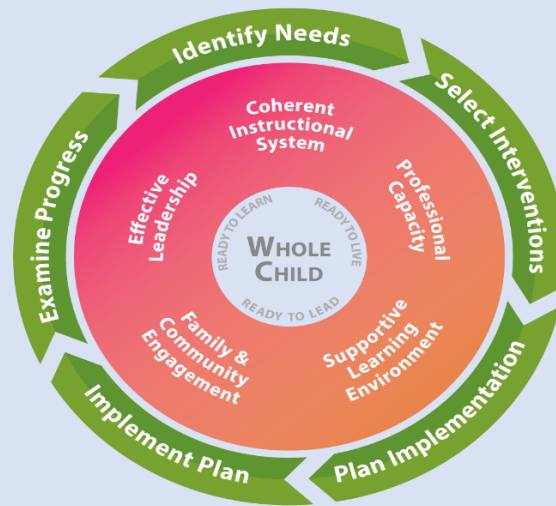 Identify Needs
Select Interventions
Plan Implementation
Implement Plan
Examine Progress
Coherent
Instructional
System
Professional
Capacity
Supportive
Learning
Environment
Family &
Community
Engagement
Effective
Leadership
READY TO LEARN
READY TO LIVE
READY TO LEAD
WHOLE
CHILD